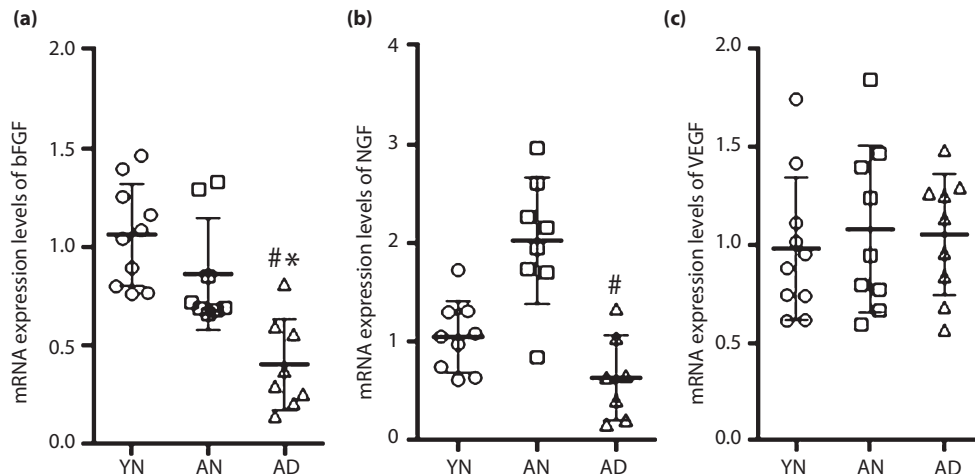 (a)
mRNA expression levels of bFGF
2.0
1.5
1.0
0.5
0.0
#*
YN AN AD
(b)
mRNA expression levels of NGF
4
3
2
1
0
#
YN AN AD
(c)
mRNA expression levels of VEGF
2.0
1.5
1.0
0.5
0.0
YN AN AD